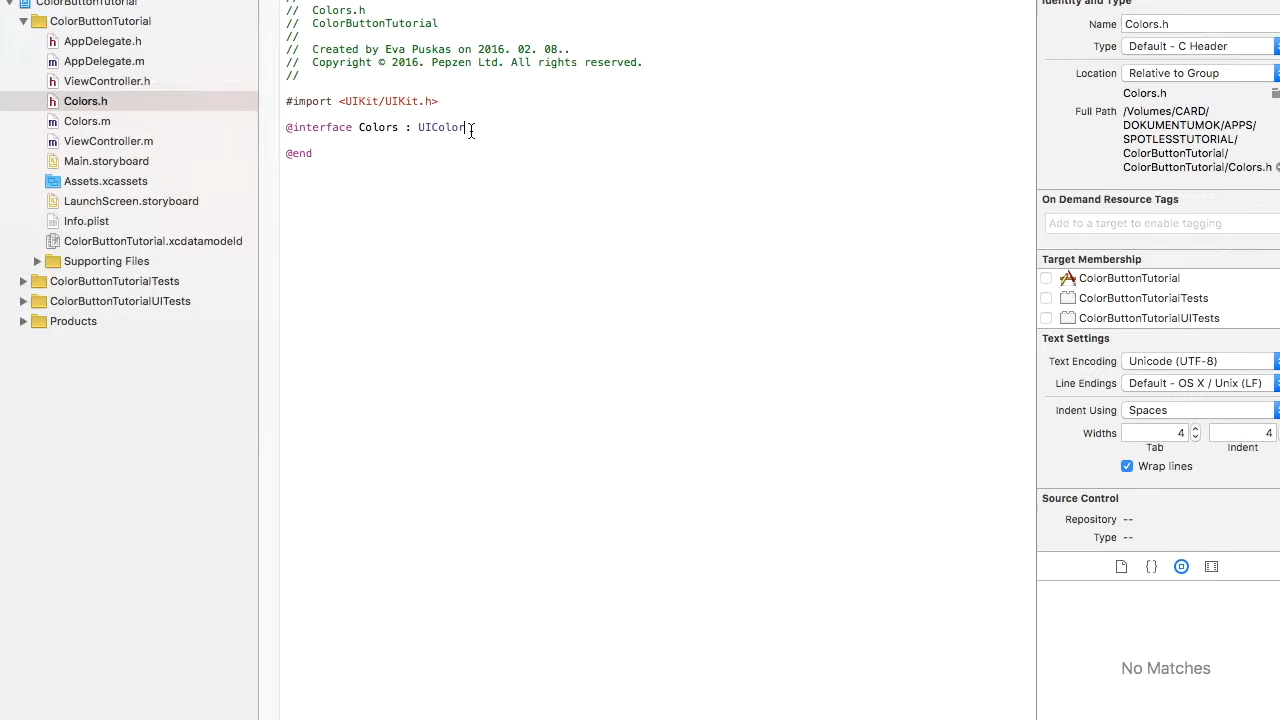 ColorButtonTutorial
ColorButtonTutorial
AppDelegate.h
AppDelegate.m
ViewController.h
Colors.h
Colors.m
ViewController.m
Main.storyboard
Assets.xcassets
LaunchScreen.storyboard
Info.plist
ColorButtonTutorial.xcdatamodeld
Supporting Files
ColorButtonTutorialTests
ColorButtonTutorialUITests
Products
//
// Colors.h
// ColorButtonTutorial
//
// Created by Eva Puskas on 2016. 02. 08..
// Copyright © 2016. Pepzen Ltd. All rights reserved.
//
#import <UIKit/UIKit.h>
@interface Colors : UIColor
@end
Identity and Type
Name Colors.h
Type Default - C Header
Location Relative to Group
Colors.h
Full Path /Volumes/CARD/
DOKUMENTUMOK/APPS/
SPOTLESSTUTORIAL/
ColorButtonTutorial/
ColorButtonTutorial/Colors.h
On Demand Resource Tags
Add to a target to enable tagging
Target Membership
ColorButtonTutorial
ColorButtonTutorialTests
ColorButtonTutorialUITests
Text Settings
Text Encoding Unicode (UTF-8)
Line Endings Default - OS X / Unix (LF)
Indent Using Spaces
Widths 4 4
Tab Indent
Wrap lines
Source Control
Repository --
Type --
{}
No Matches